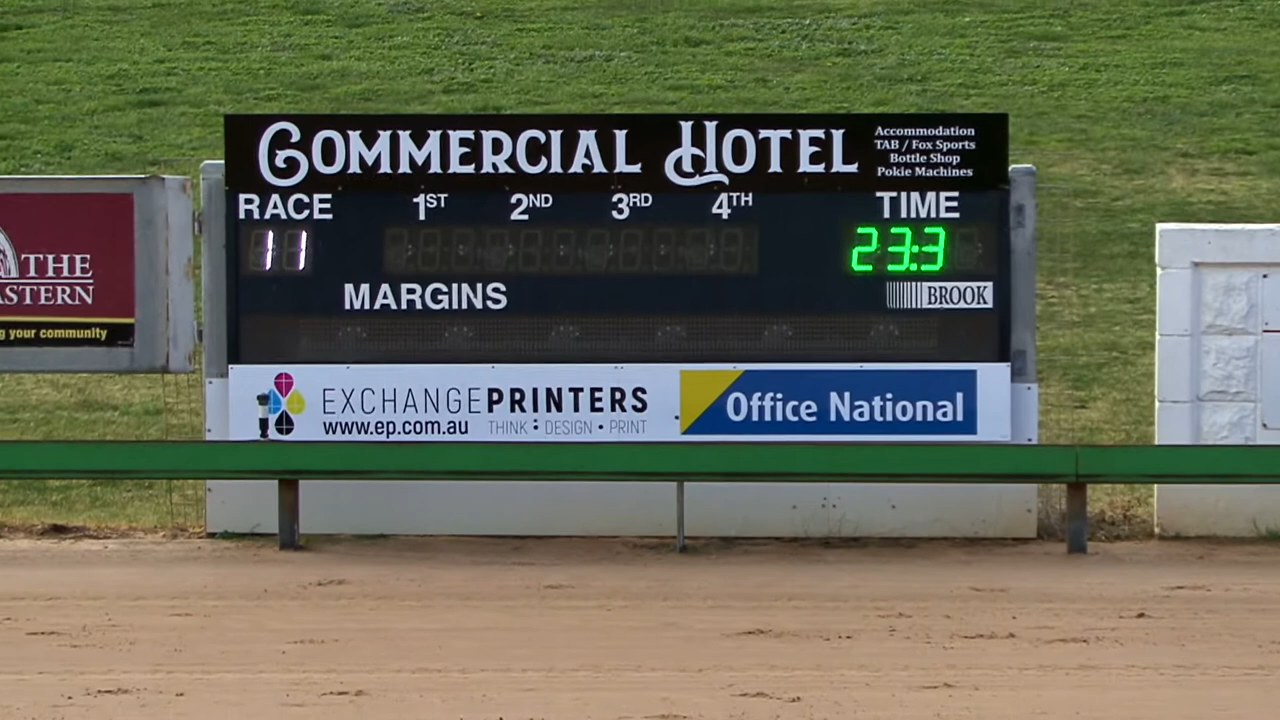 COMMERCIAL HOTEL
Accommodation
TAB / Fox Sports
Bottle Shop
Pokie Machines
RACE 1ST 2ND 3RD 4TH TIME
11 23:3
MARGINS
BROOK
THE
ASTERN
g your community
EXCHANGEPRINTERS
www.ep.com.au THINK : DESIGN • PRINT
Office National